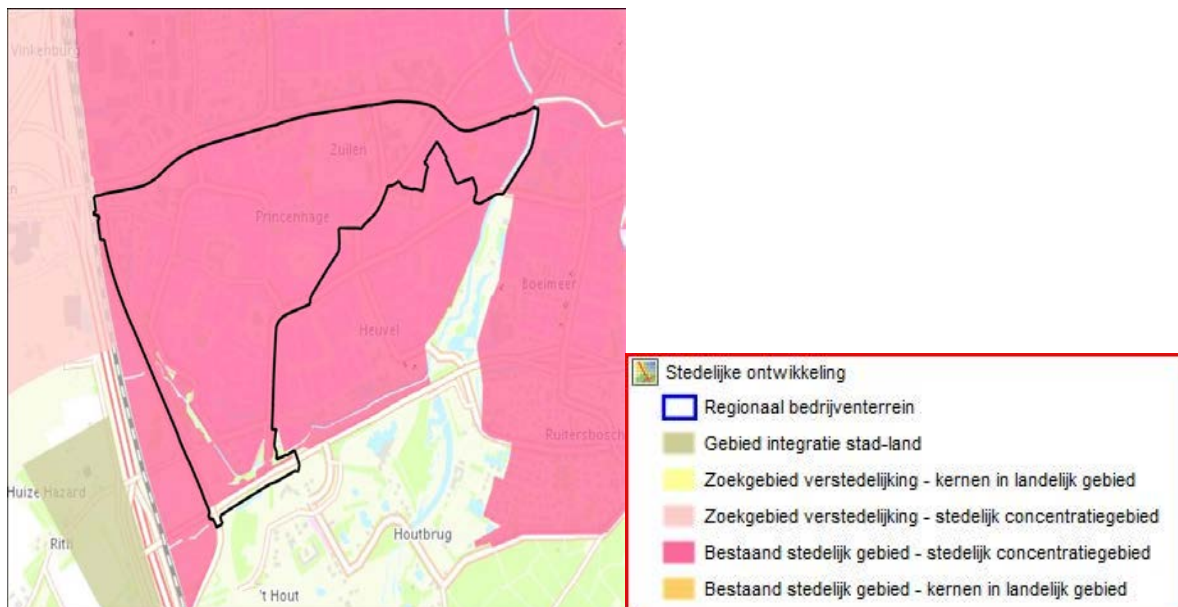 Vinkenburg
n
Zuilen
Princenhage
Boeimeer
Heuvel
Ruitersbosch
Huize Hazard
Rith
Houtbrug
't Hout
Stedelijke ontwikkeling
Regionaal bedrijventerrein
Gebied integratie stad-land
Zoekgebied verstedelijking - kernen in landelijk gebied
Zoekgebied verstedelijking - stedelijk concentratiegebied
Bestaand stedelijk gebied - stedelijk concentratiegebied
Bestaand stedelijk gebied - kernen in landelijk gebied